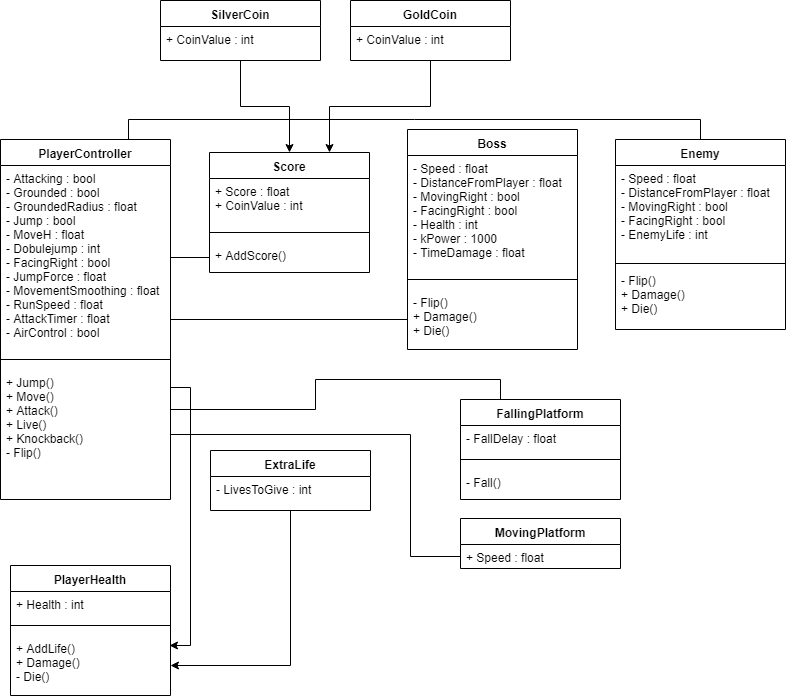 SilverCoin
+ CoinValue : int
GoldCoin
+ CoinValue : int
PlayerController
- Attacking : bool
- Grounded : bool
- GroundedRadius : float
- Jump : bool
- MoveH : float
- Dobulejump : int
- FacingRight : bool
- JumpForce : float
- MovementSmoothing : float
- RunSpeed : float
- AttackTimer : float
- AirControl : bool
+ Jump()
+ Move()
+ Attack()
+ Live()
+ Knockback()
- Flip()
Score
+ Score : float
+ CoinValue : int
+ AddScore()
Boss
- Speed : float
- DistanceFromPlayer : float
- MovingRight : bool
- FacingRight : bool
- Health : int
- kPower : 1000
- TimeDamage : float
- Flip()
+ Damage()
+ Die()
Enemy
- Speed : float
- DistanceFromPlayer : float
- MovingRight : bool
- FacingRight : bool
- EnemyLife : int
- Flip()
+ Damage()
+ Die()
FallingPlatform
- FallDelay : float
- Fall()
ExtraLife
- LivesToGive : int
MovingPlatform
+ Speed : float
PlayerHealth
+ Health : int
+ AddLife()
+ Damage()
- Die()